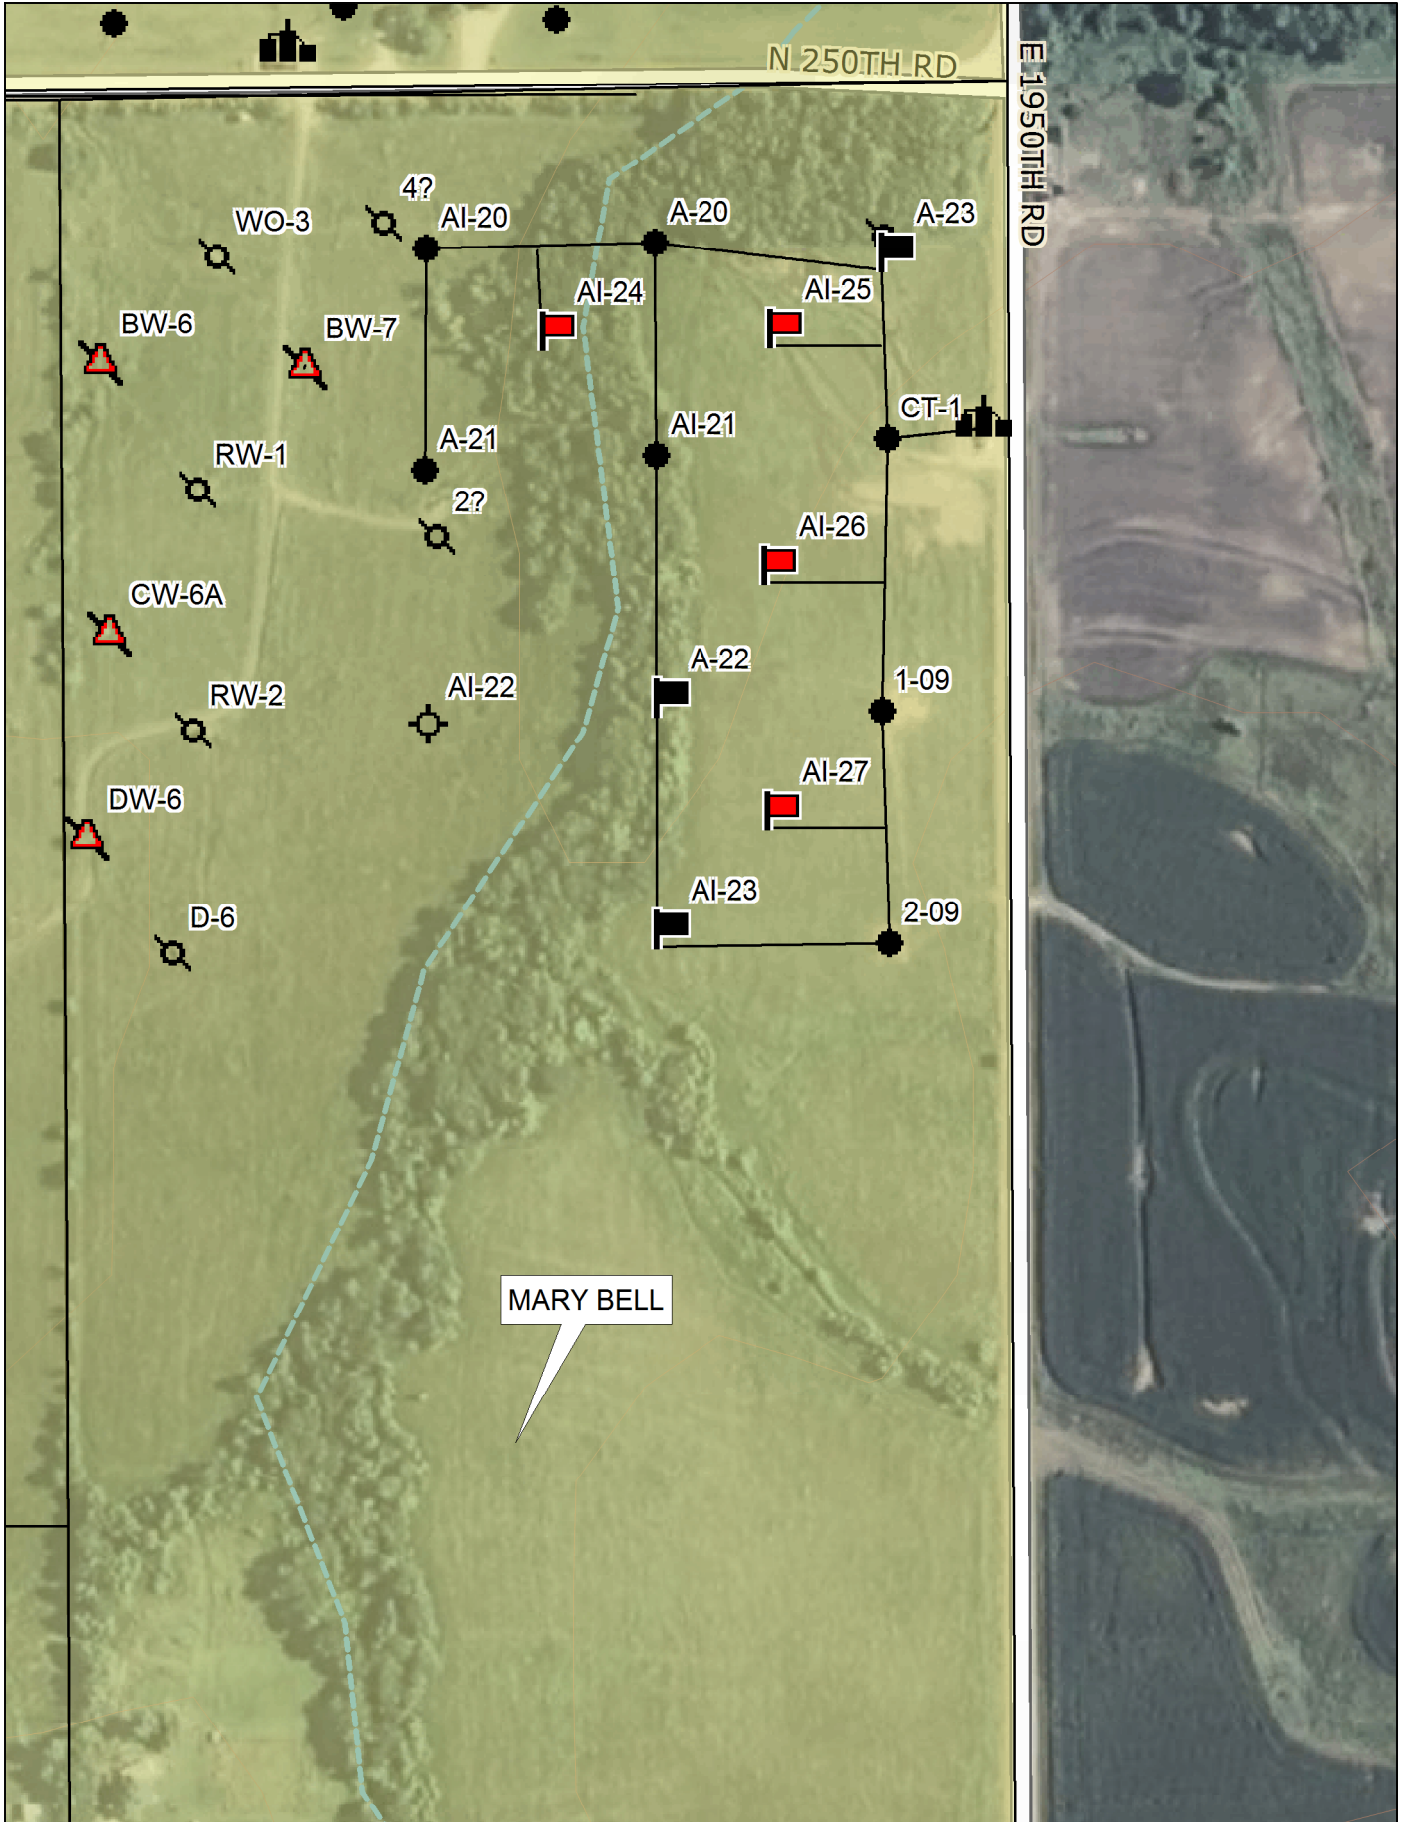 N 250TH RD
E 1950TH RD
4?
WO-3
AI-20
A-20
A-23
AI-24
AI-25
BW-6
BW-7
CT-1
AI-21
A-21
RW-1
2?
AI-26
CW-6A
A-22
1-09
RW-2
AI-22
AI-27
DW-6
AI-23
2-09
D-6
MARY BELL